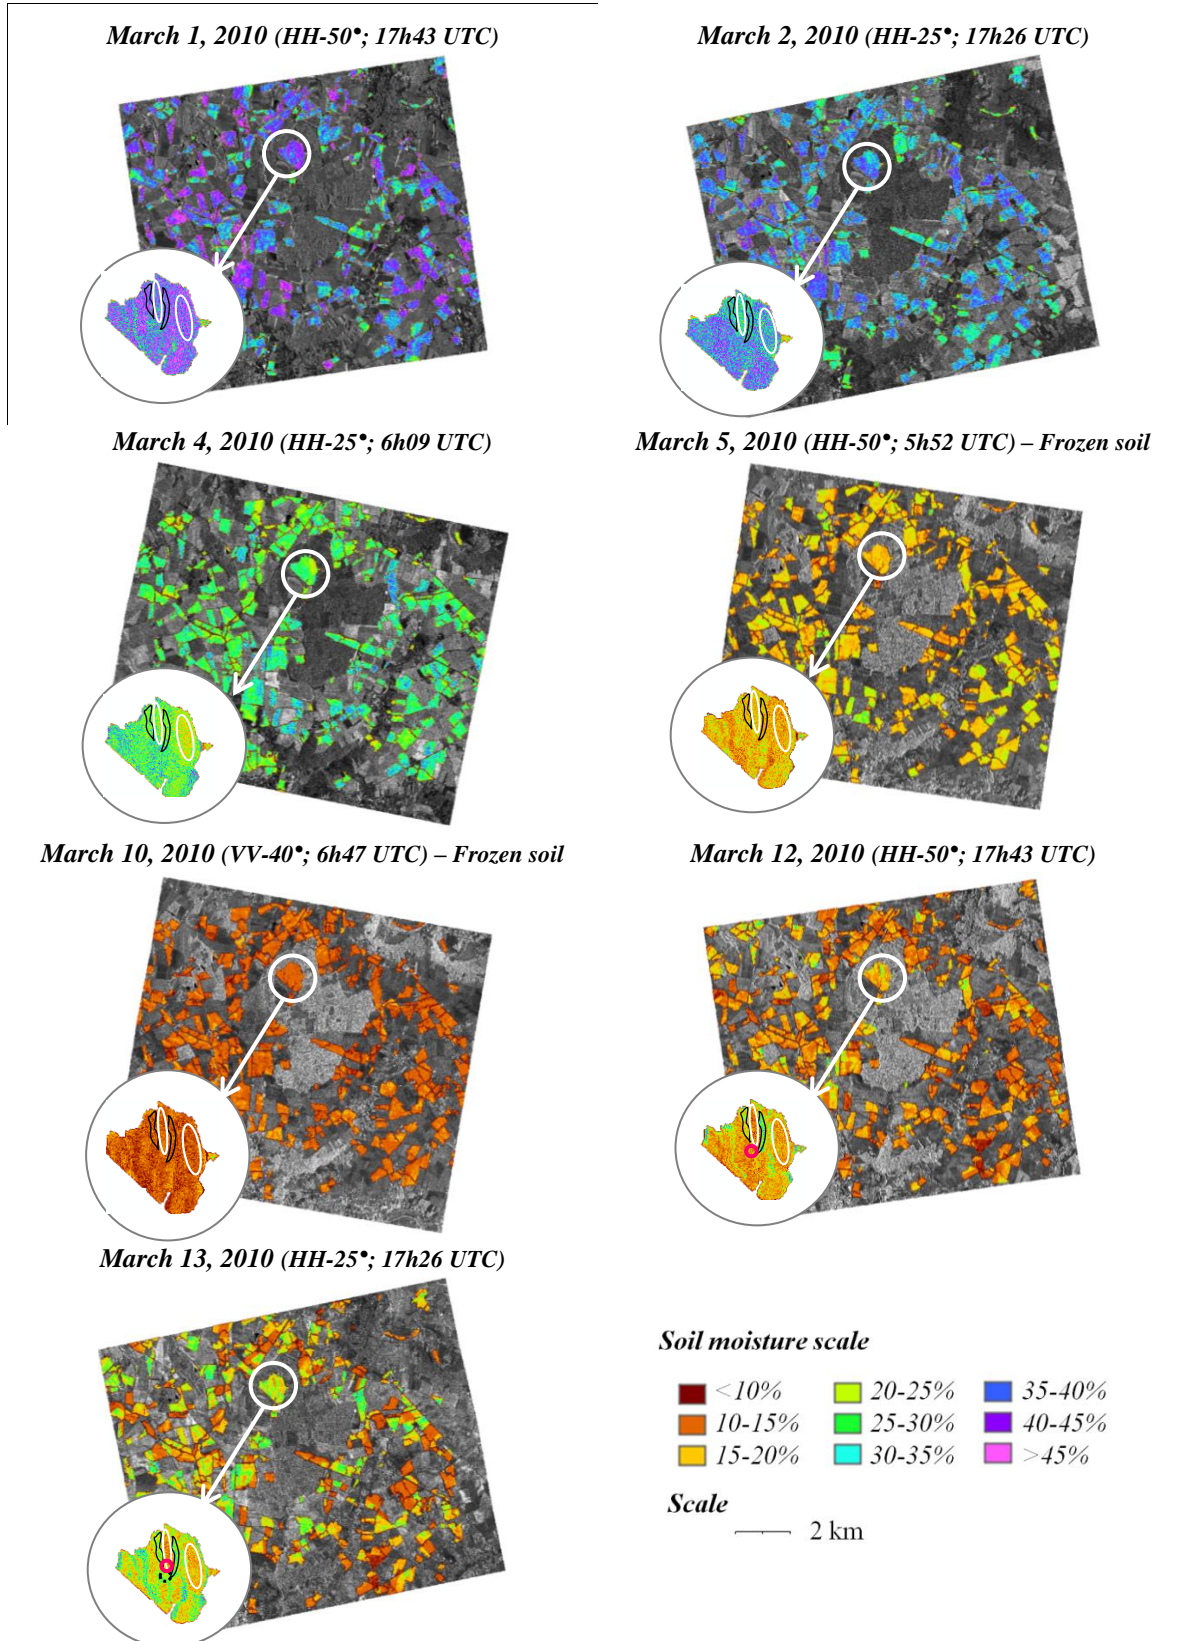 March 1, 2010 (HH-50•; 17h43 UTC)
March 2, 2010 (HH-25•; 17h26 UTC)
March 4, 2010 (HH-25•; 6h09 UTC)
March 5, 2010 (HH-50•; 5h52 UTC) – Frozen soil
March 10, 2010 (VV-40•; 6h47 UTC) – Frozen soil
March 12, 2010 (HH-50•; 17h43 UTC)
March 13, 2010 (HH-25•; 17h26 UTC)
Soil moisture scale
<10% 20-25% 35-40%
10-15% 25-30% 40-45%
15-20% 30-35% >45%
Scale
2 km